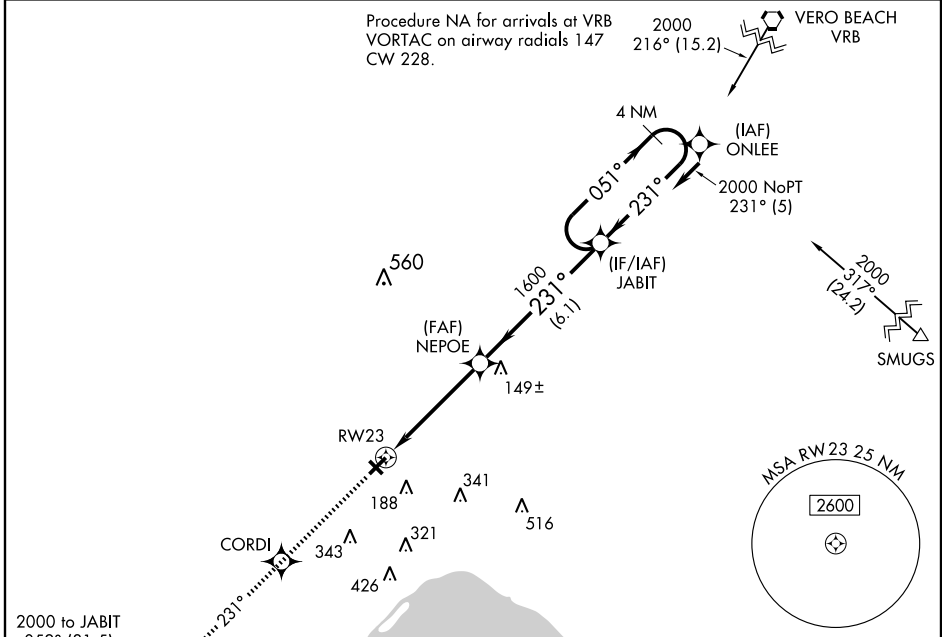 Procedure NA for arrivals at VRB
VORTAC on airway radials 147
CW 228.
2000
216° (15.2)
VERO BEACH
VRB
4 NM
(IAF)
ONLEE
051°
231°
2000 NoPT
231° (5)
(IF/IAF)
JABIT
560
1600
231°
(6.1)
2000
317°
(24.2)
SMUGS
(FAF)
NEPOE
149±
RW23
MSA RW23 25 NM
2600
188
341
516
CORDI
343
321
426
231°
2000 to JABIT